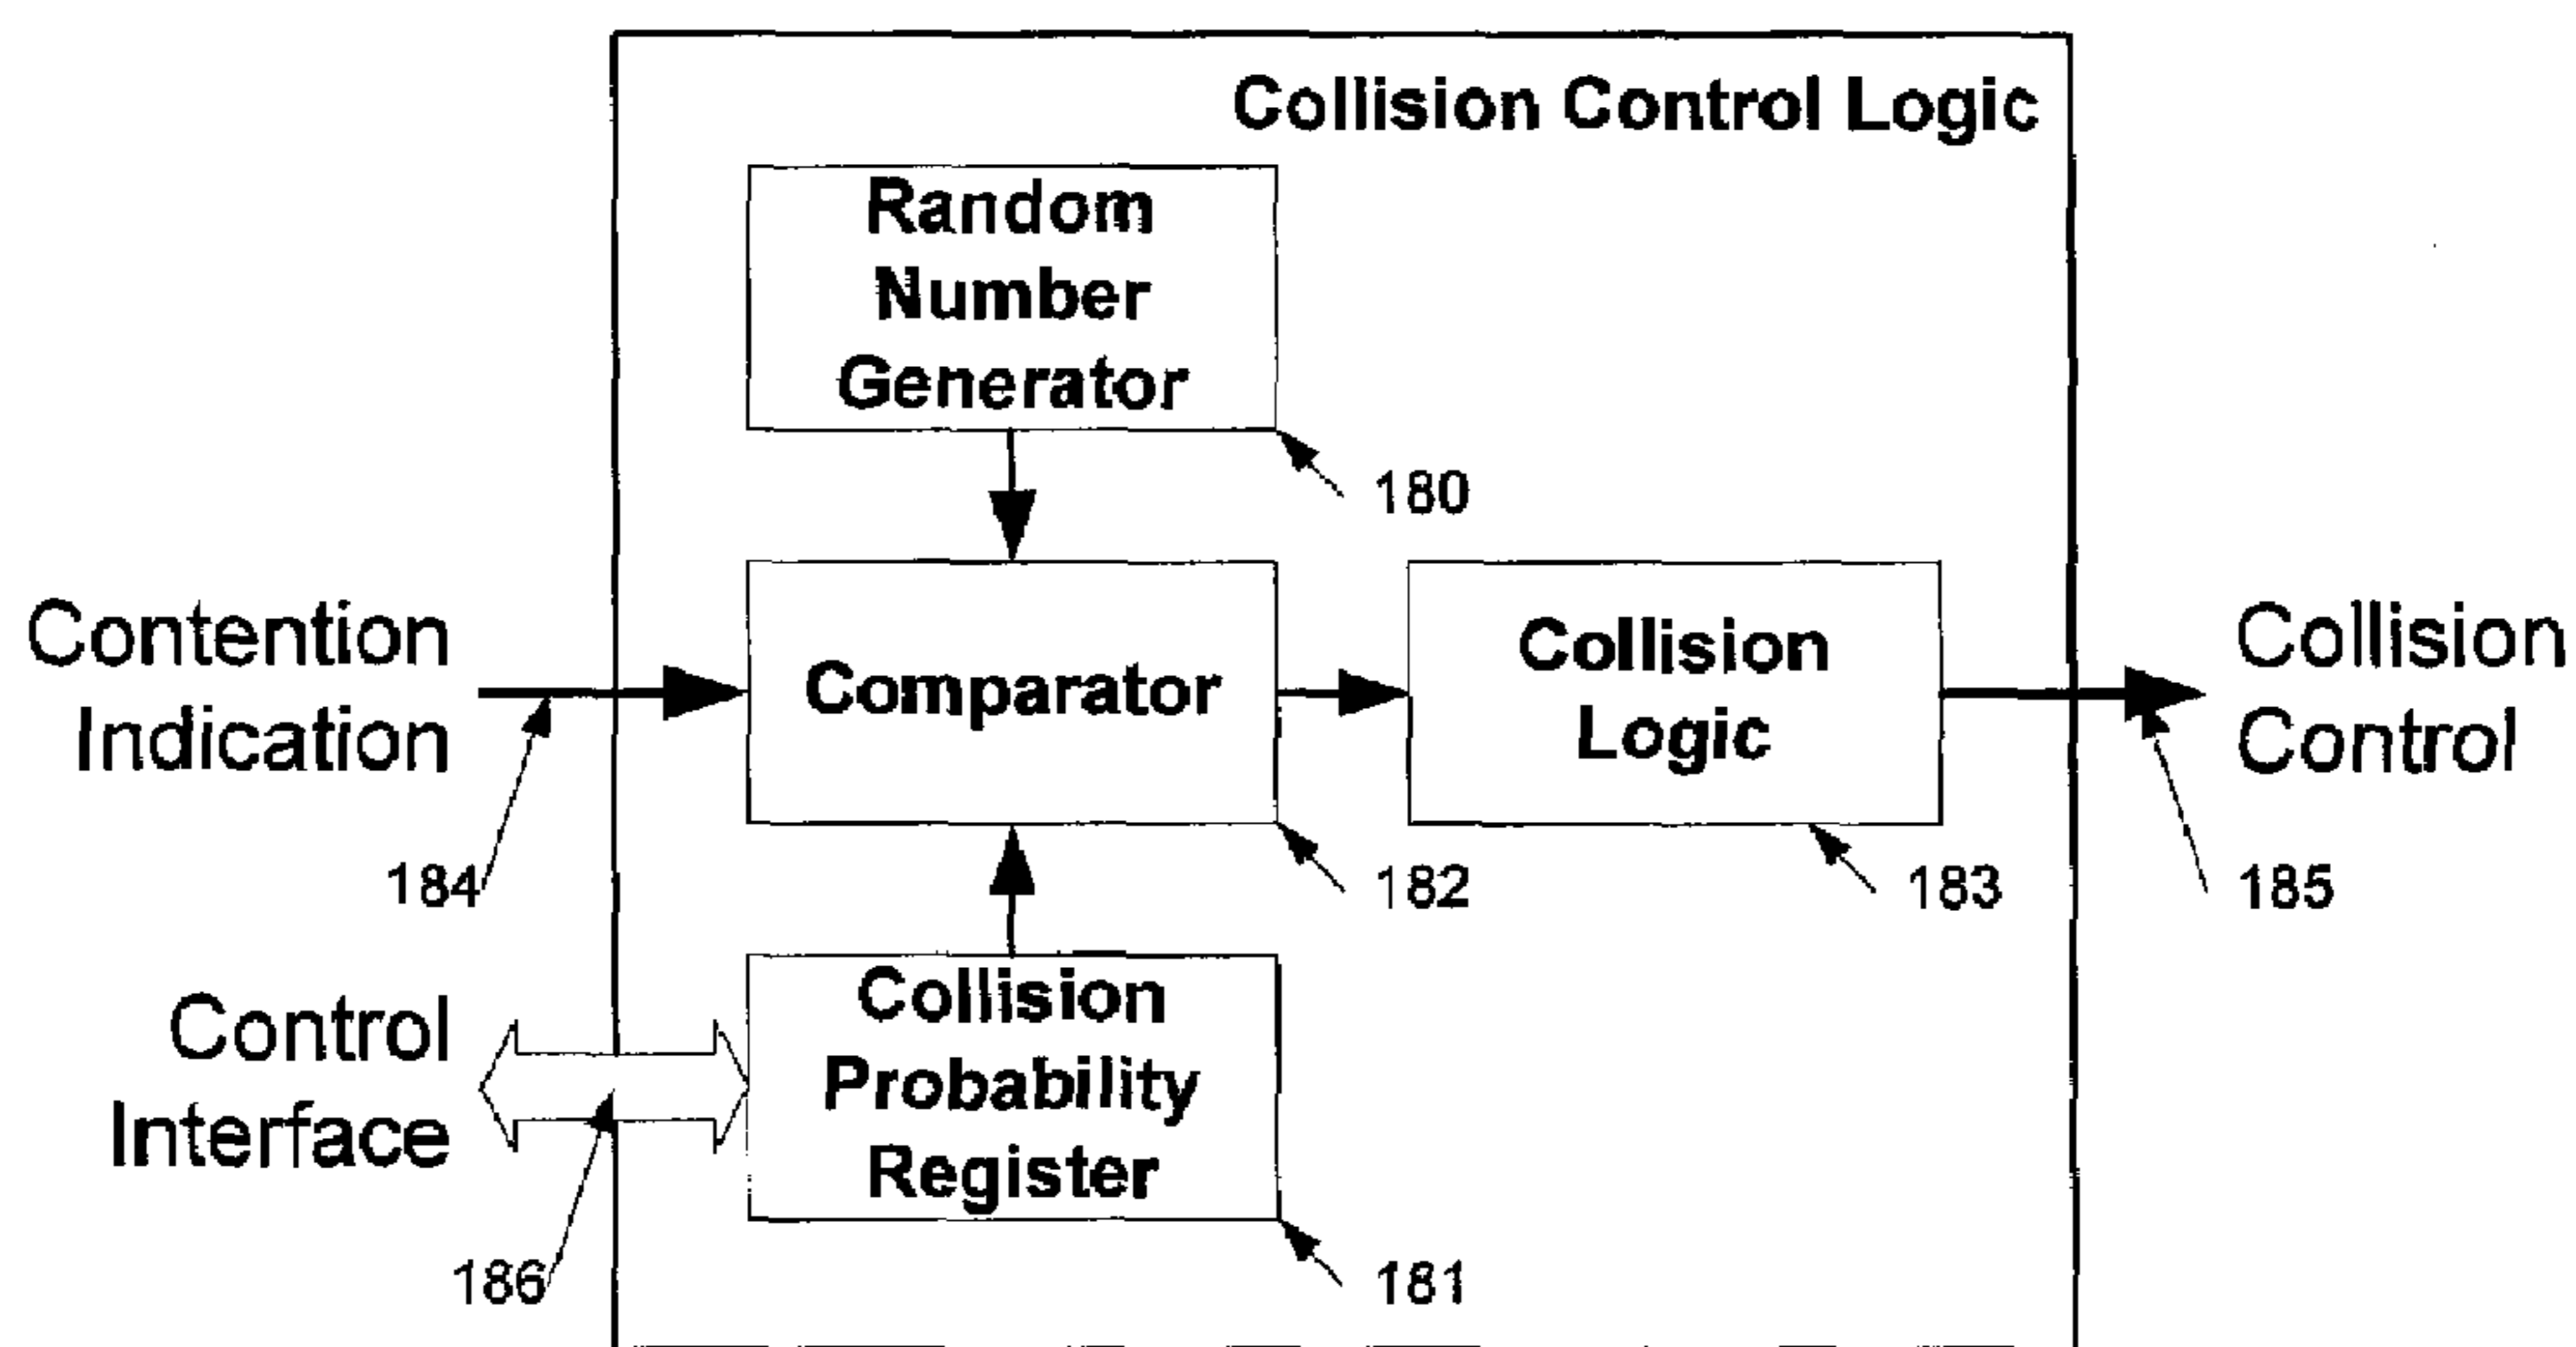 Collision Control Logic
Random
Number
Generator
180
Contention
Indication
184
Comparator
182
Collision
Logic
183
Collision
Control
185
Control
Interface
186
Collision
Probability
Register
181